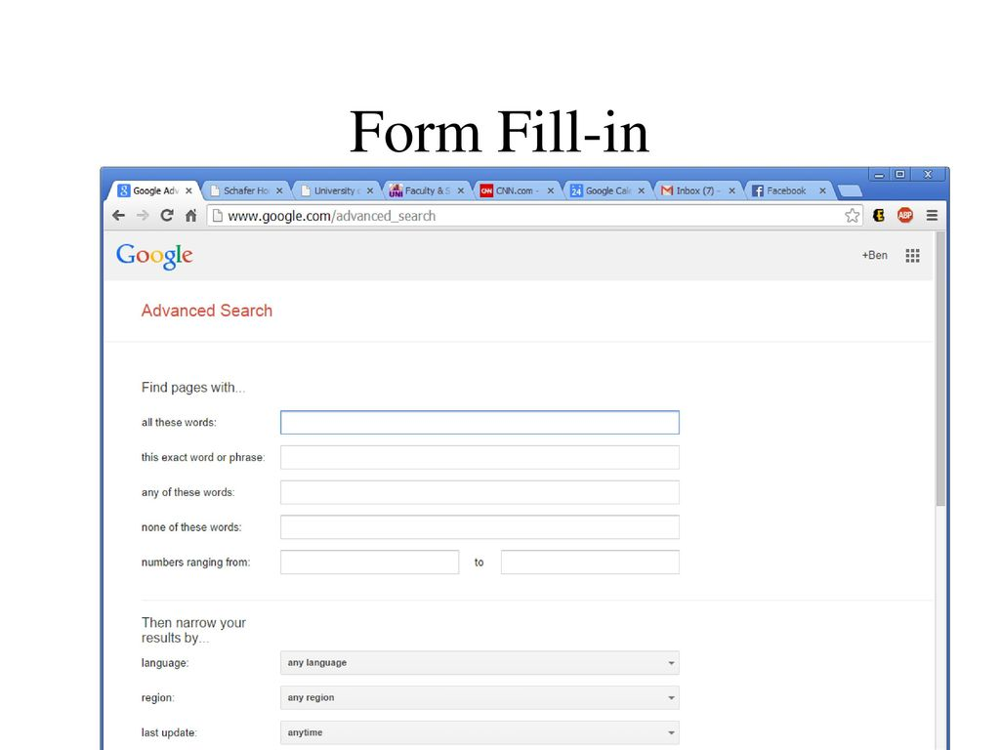 Form Fill-in
Google Adv Schafer Ho University Faculty & S CNN.com - Google Cal Inbox (7) - Facebook
www.google.com/advanced_search
ABP
Google +Ben
Advanced Search
Find pages with...
all these words:
this exact word or phrase:
any of these words:
none of these words:
numbers ranging from: to
Then narrow your
results by...
language: any language
region: any region
last update: anytime